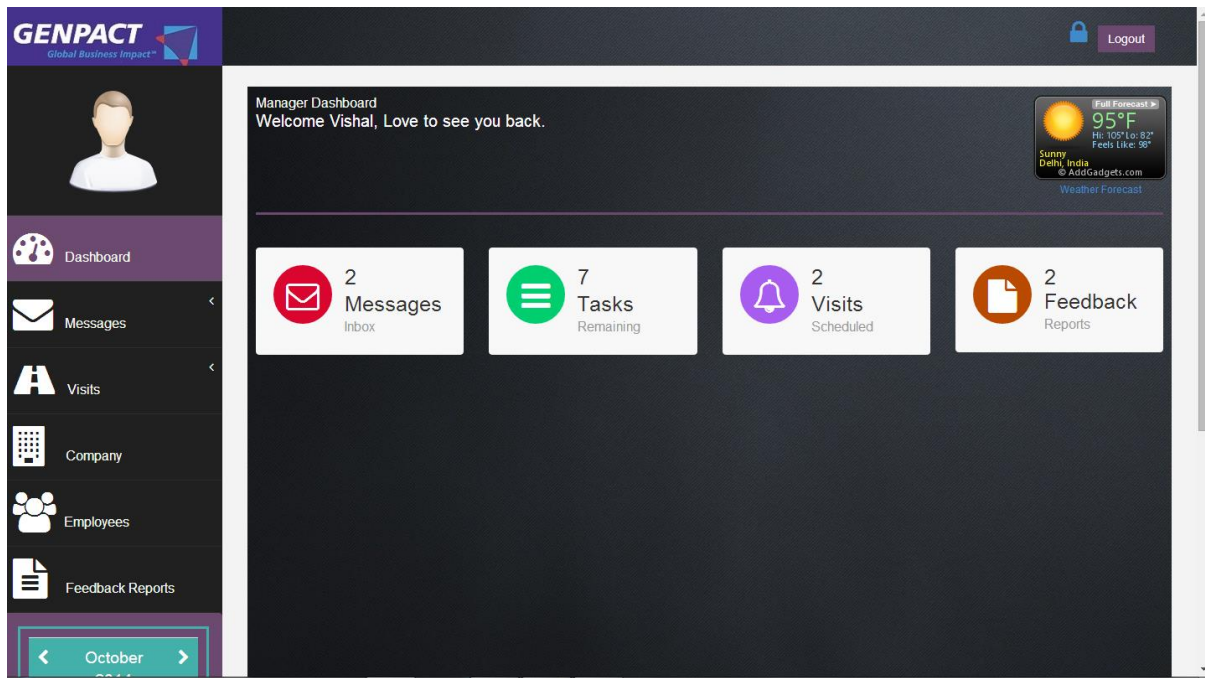 GENPACT
Global Business Impact℠
Logout
Manager Dashboard
Welcome Vishal, Love to see you back.
Full Forecast ►
95°F
Hi: 105° Lo: 82°
Feels Like: 98°
Sunny
Delhi, India
© AddGadgets.com
Weather Forecast
Dashboard
Messages
Visits
Company
Employees
Feedback Reports
October
2
Messages
Inbox
7
Tasks
Remaining
2
Visits
Scheduled
2
Feedback
Reports